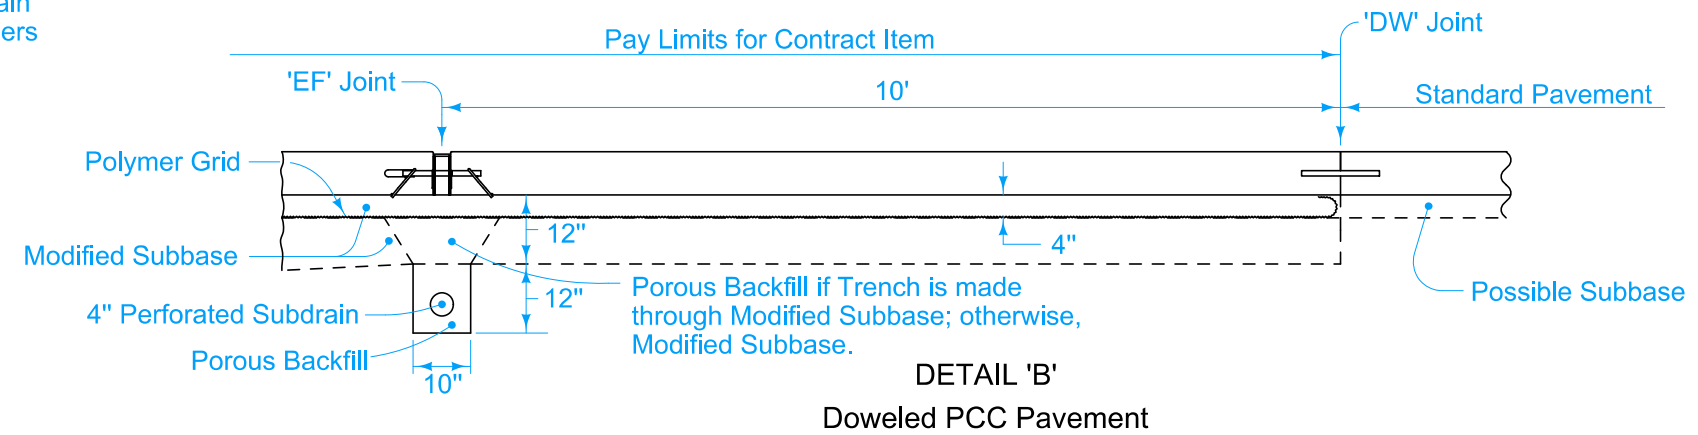 ers
'DW' Joint
Pay Limits for Contract Item
'EF' Joint
10'
Standard Pavement
Polymer Grid
12"
4"
Modified Subbase
12"
Porous Backfill if Trench is made
through Modified Subbase; otherwise,
Modified Subbase.
Possible Subbase
4" Perforated Subdrain
Porous Backfill
10"
DETAIL 'B'
Doweled PCC Pavement